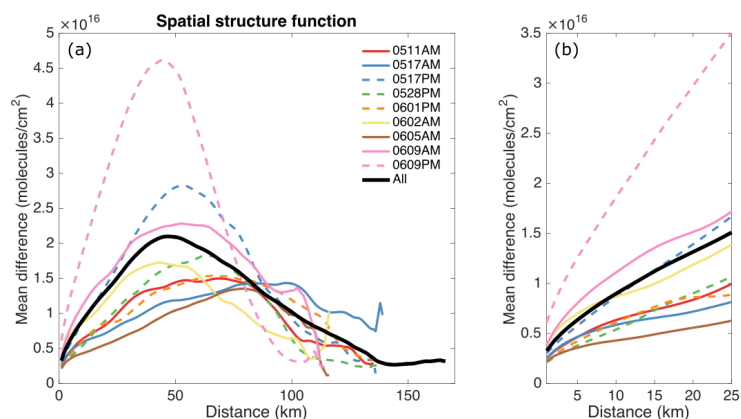 Spatial structure function
×10^16
(a)
5
4.5
4
3.5
3
2.5
2
1.5
1
0.5
0
Mean difference (molecules/cm²)
0
50
100
150
Distance (km)
0511AM
0517AM
0517PM
0528PM
0601PM
0602AM
0605AM
0609AM
0609PM
All
×10^16
(b)
3.5
3
2.5
2
1.5
1
0.5
0
Mean difference (molecules/cm²)
5
10
15
20
25
Distance (km)